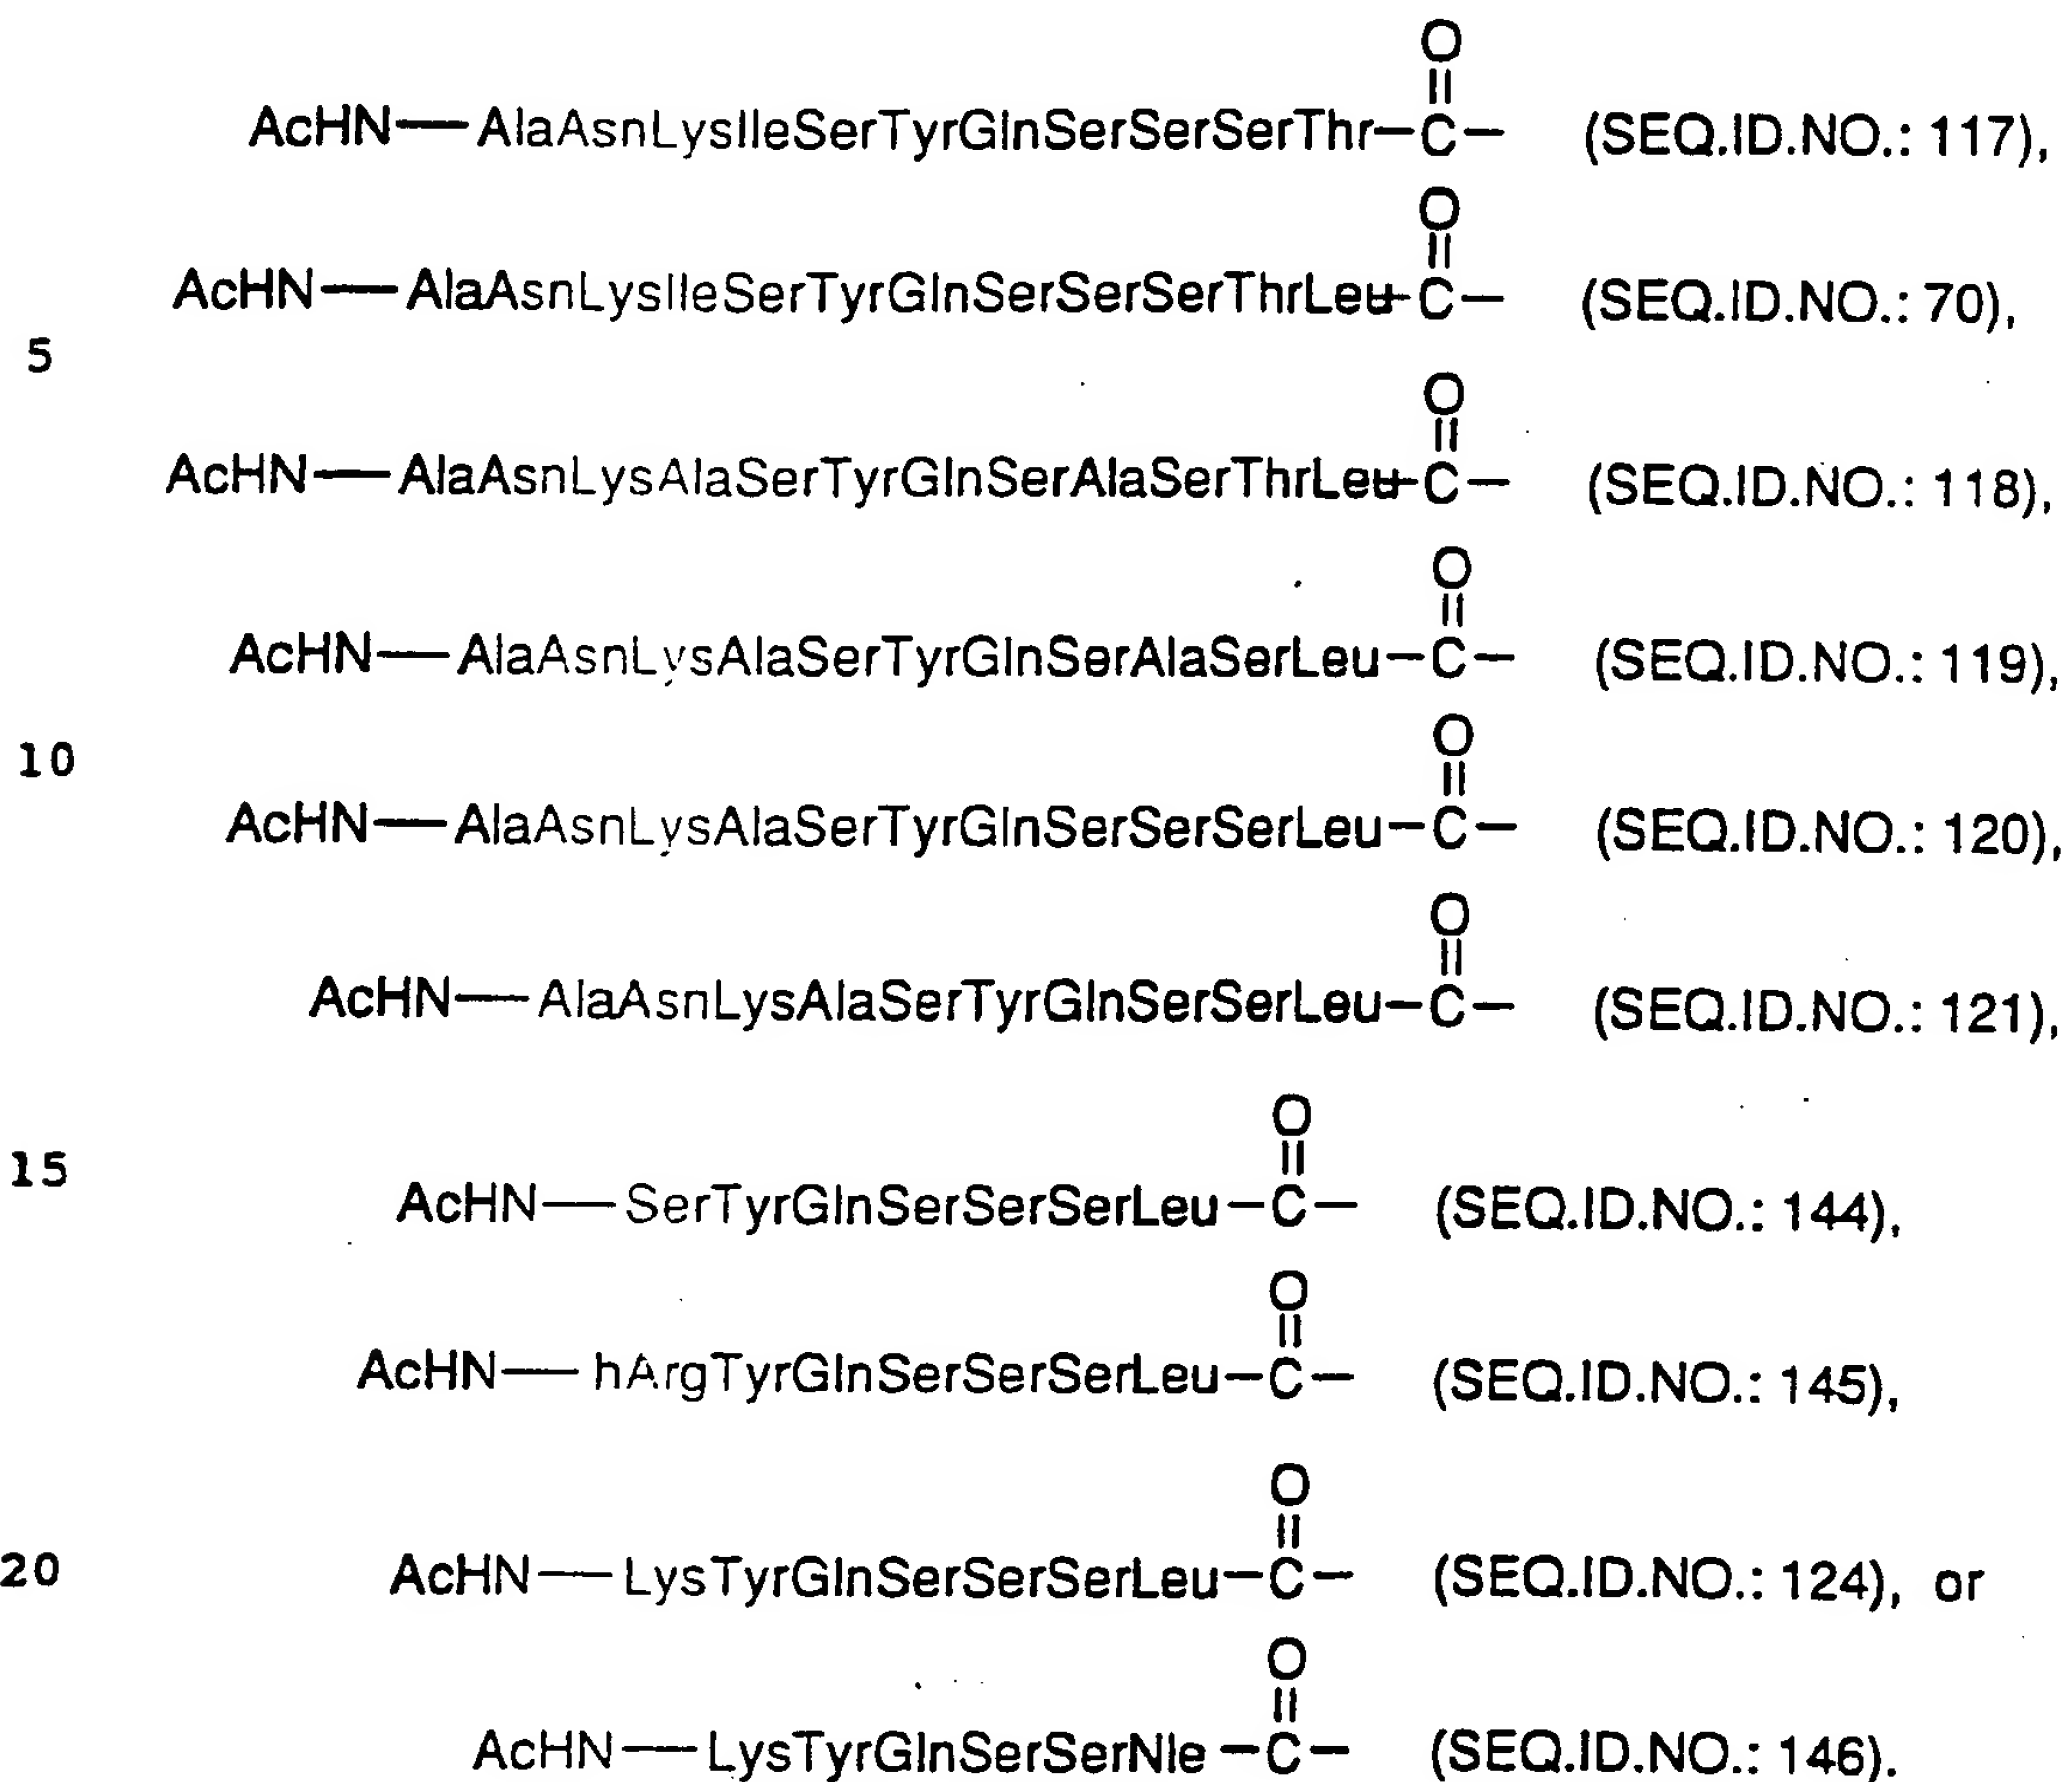 O
||
AcHN—AlaAsnLysIleSerTyrGlnSerSerSerThr–C– (SEQ.ID.NO.: 117),
O
||
AcHN—AlaAsnLysIleSerTyrGlnSerSerSerThrLeu–C– (SEQ.ID.NO.: 70),
5
O
||
AcHN—AlaAsnLysAlaSerTyrGlnSerAlaSerThrLeu–C– (SEQ.ID.NO.: 118),
O
||
AcHN—AlaAsnLysAlaSerTyrGlnSerAlaSerLeu–C– (SEQ.ID.NO.: 119),
O
10
||
AcHN—AlaAsnLysAlaSerTyrGlnSerSerSerLeu–C– (SEQ.ID.NO.: 120),
O
||
AcHN—AlaAsnLysAlaSerTyrGlnSerSerLeu–C– (SEQ.ID.NO.: 121),
O
||
15
AcHN—SerTyrGlnSerSerSerLeu–C– (SEQ.ID.NO.: 144),
O
||
AcHN—hArgTyrGlnSerSerSerLeu–C– (SEQ.ID.NO.: 145),
O
||
20 AcHN—LysTyrGlnSerSerSerLeu–C– (SEQ.ID.NO.: 124), or
O
||
AcHN—LysTyrGlnSerSerNle–C– (SEQ.ID.NO.: 146).